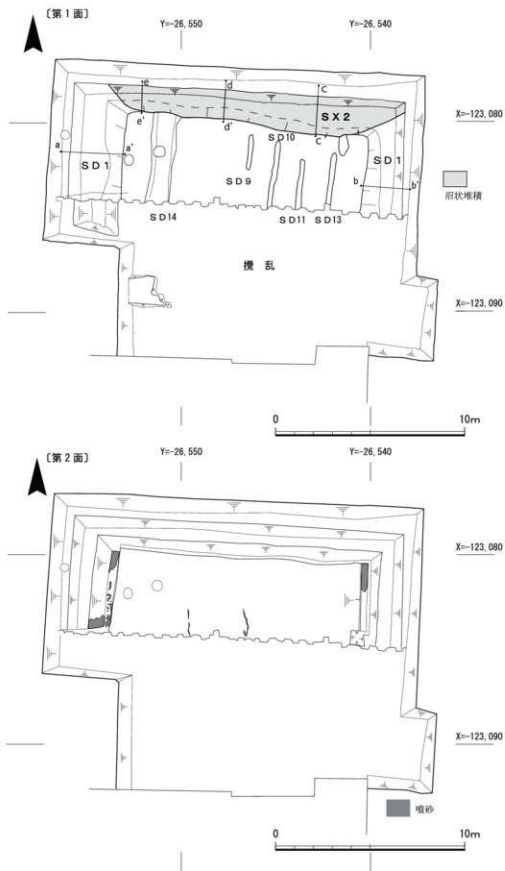 〔第1面〕
Y=-26,550
Y=-26,540
e
d
c
X=-123,080
SX2
e'
d'
c'
SD10
a
a'
SD1
SD1
b
b'
沼状堆積
SD9
SD14
SD11
SD13
攪乱
X=-123,090
0
10m
〔第2面〕
Y=-26,550
Y=-26,540
X=-123,080
X=-123,090
噴砂
0
10m